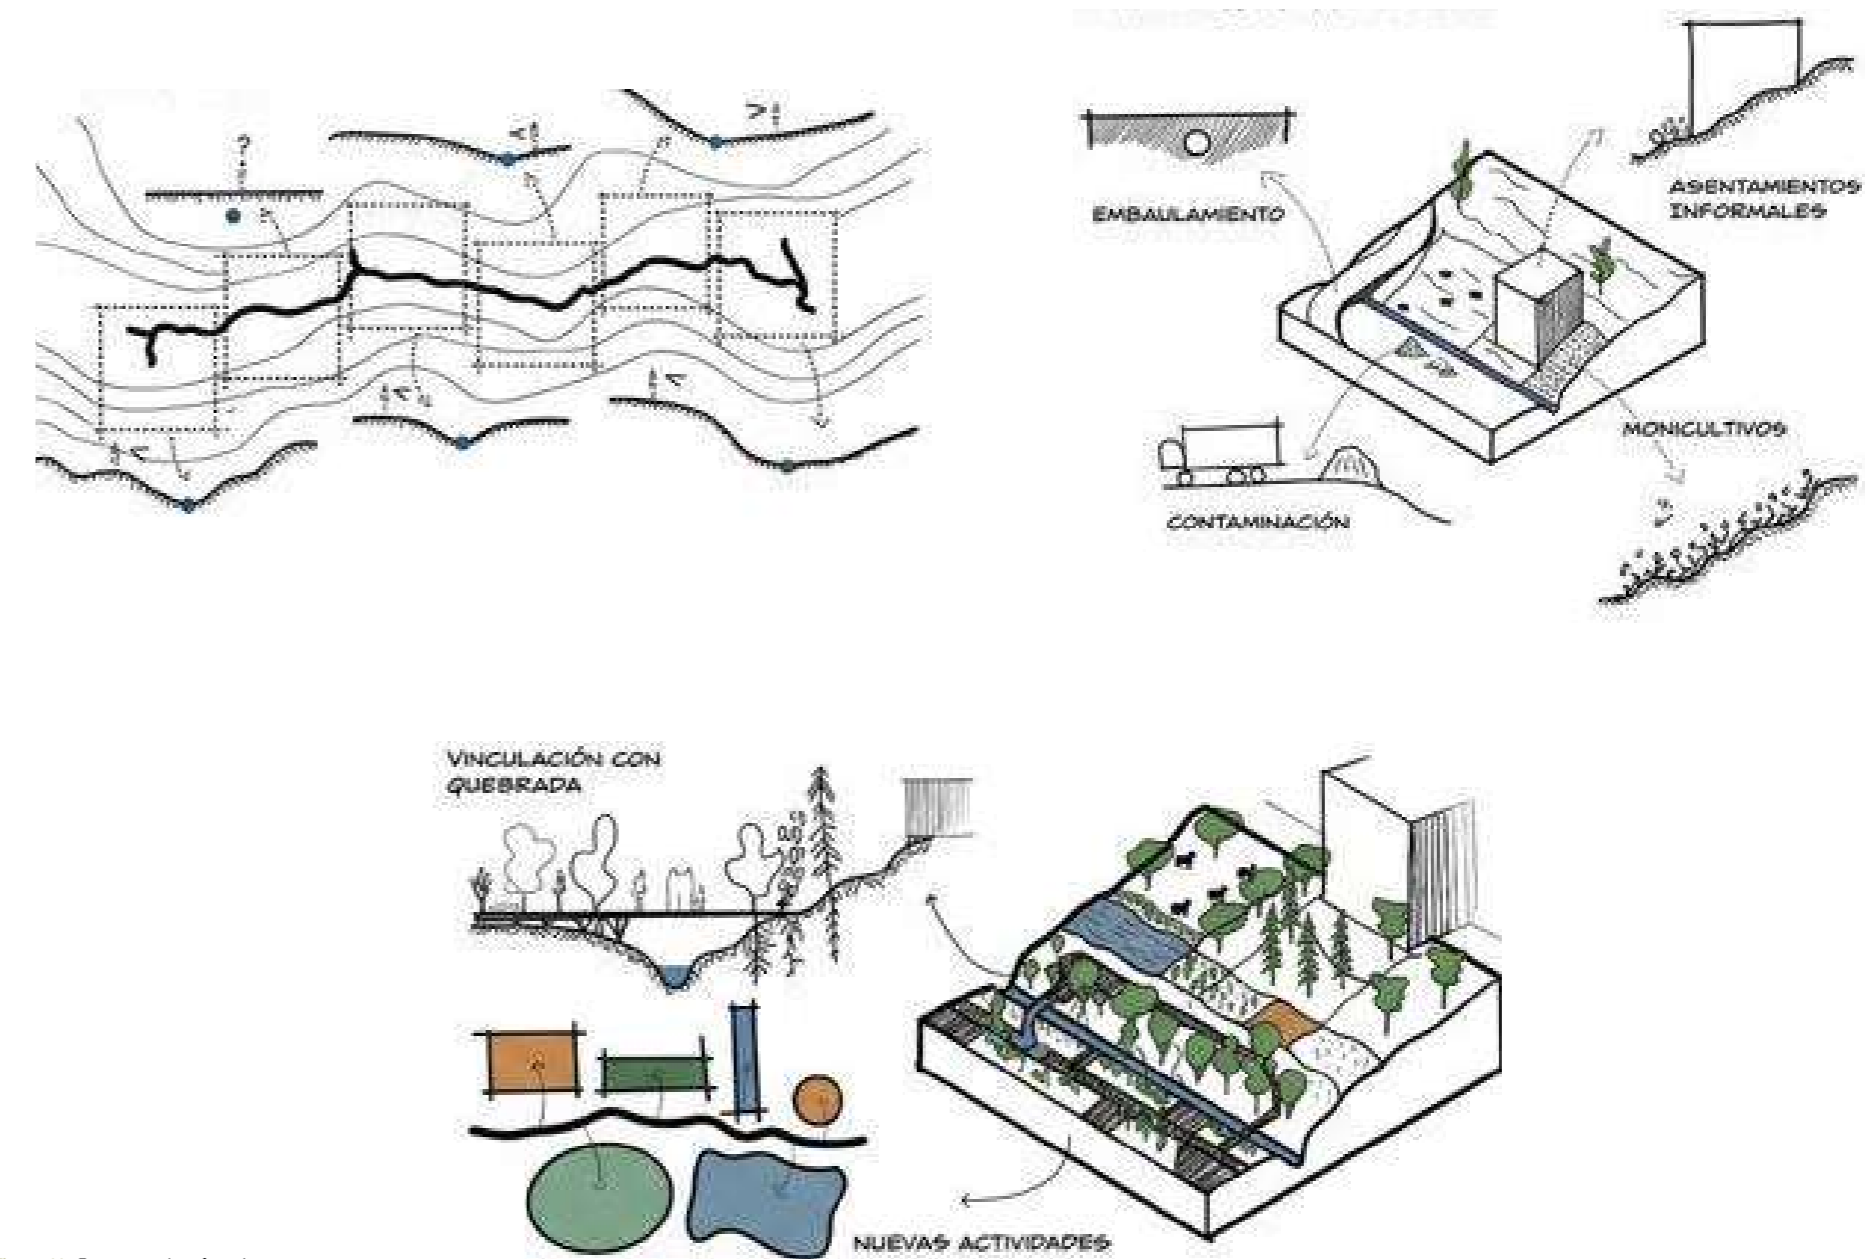 EMBAULAMIENTO
ASENTAMIENTOS
INFORMALES
MONICULTIVOS
CONTAMINACIÓN
VINCULACIÓN CON
QUEBRADA
NUEVAS ACTIVIDADES